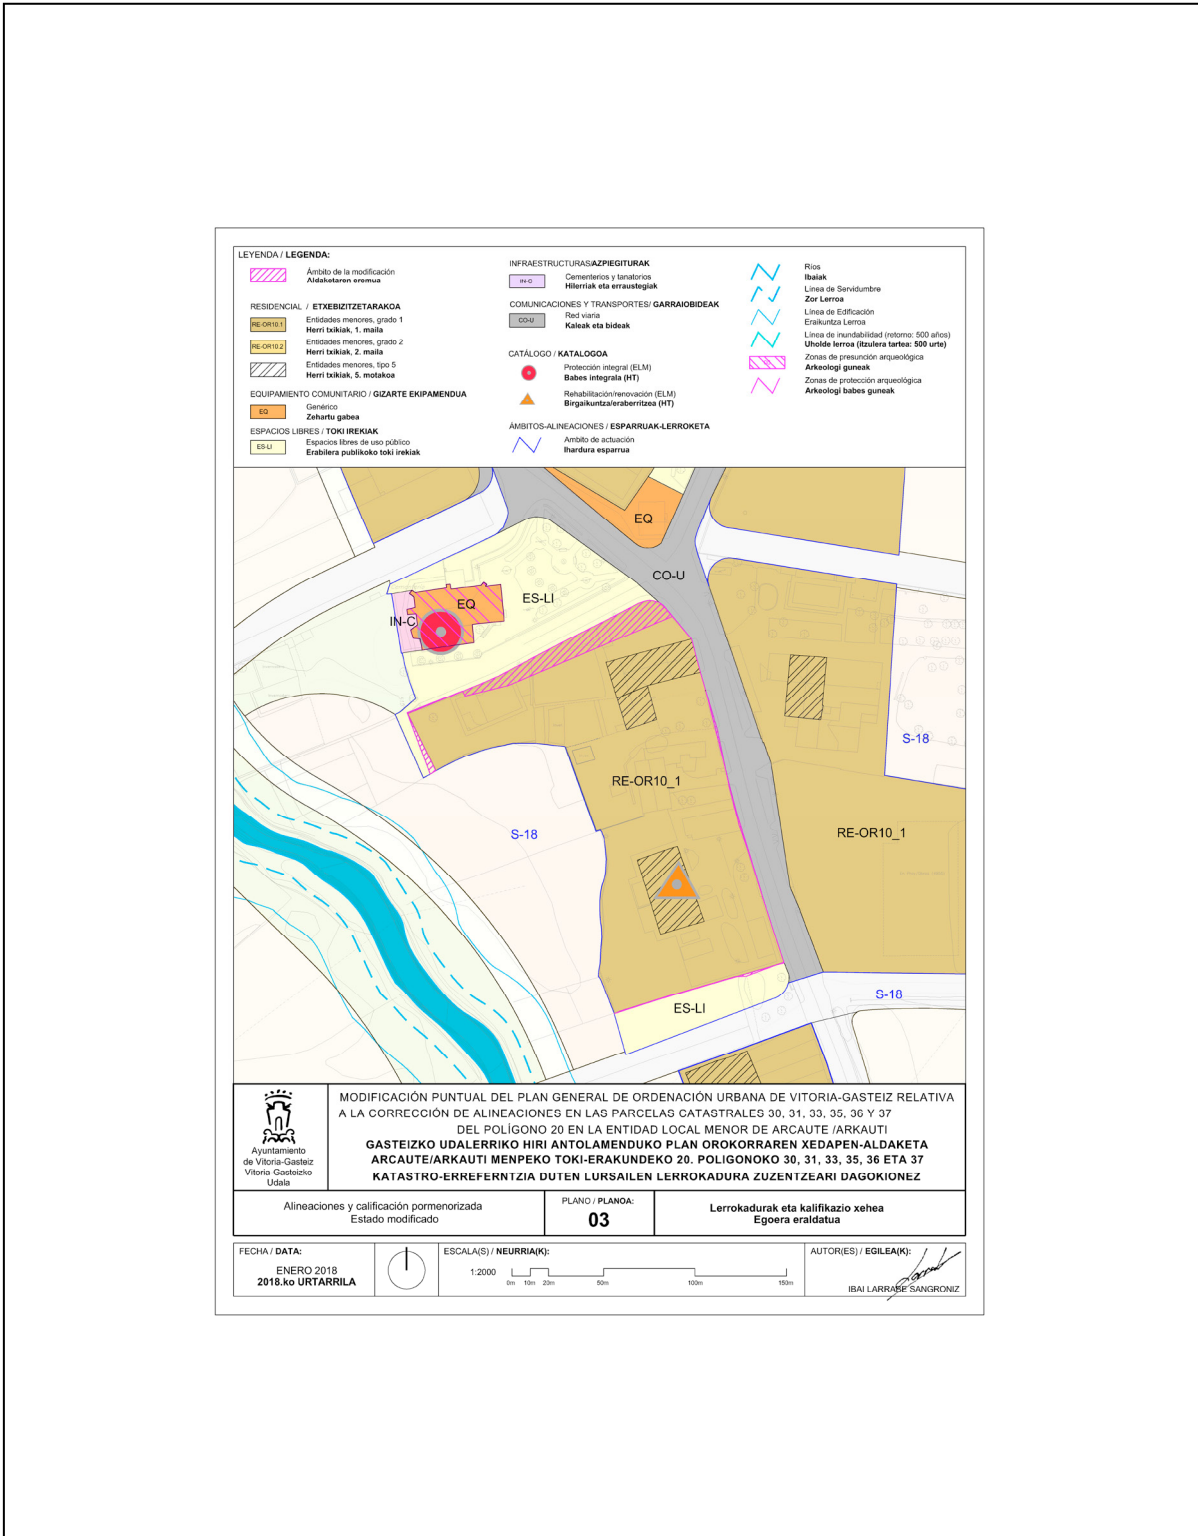 LEYENDA / LEGENDA:
Ámbito de la modificación
Aldaketaren eremua
RESIDENCIAL / ETXEBIZITZETARAKOA
RE-OR10.1
Entidades menores, grado 1
Herri txikiak, 1. maila
RE-OR10.2
Entidades menores, grado 2
Herri txikiak, 2. maila
Entidades menores, tipo 5
Herri txikiak, 5. motakoa
EQUIPAMIENTO COMUNITARIO / GIZARTE EKIPAMENDUA
EQ
Genérico
Zehartu gabea
ESPACIOS LIBRES / TOKI IREKIAK
ES-LI
Espacios libres de uso público
Erabilera publikoko toki irekiak
INFRAESTRUCTURAS/AZPIEGITURAK
IN-C
Cementerios y tanatorios
Hilerriak eta erraustegiak
COMUNICACIONES Y TRANSPORTES/ GARRAIOBIDEAK
CO-U
Red viaria
Kaleak eta bideak
CATÁLOGO / KATALOGOA
Protección integral (ELM)
Babes integrala (HT)
Rehabilitación/renovación (ELM)
Birgaikuntza/eraberritzea (HT)
ÁMBITOS-ALINEACIONES / ESPARRUAK-LERROKETA
Ambito de actuación
Ihardura esparrua
Ríos
Ibaiak
Linea de Servidumbre
Zor Lerroa
Línea de Edificación
Eraikuntza Lerroa
Línea de inundabilidad (retorno: 500 años)
Uholde lerroa (itzulera tartea: 500 urte)
Zonas de presunción arqueológica
Arkeologi guneak
Zonas de protección arqueológica
Arkeologi babes guneak
EQ
CO-U
ES-LI
EQ
IN-C
S-18
RE-OR10_1
S-18
RE-OR10_1
S-18
ES-LI
Ayuntamiento
de Vitoria-Gasteiz
Vitoria-Gasteizko
Udala
MODIFICACIÓN PUNTUAL DEL PLAN GENERAL DE ORDENACIÓN URBANA DE VITORIA-GASTEIZ RELATIVA
A LA CORRECCIÓN DE ALINEACIONES EN LAS PARCELAS CATASTRALES 30, 31, 33, 35, 36 Y 37
DEL POLÍGONO 20 EN LA ENTIDAD LOCAL MENOR DE ARCAUTE /ARKAUTI
GASTEIZKO UDALERRIKO HIRI ANTOLAMENDUKO PLAN OROKORRAREN XEDAPEN-ALDAKETA
ARCAUTE/ARKAUTI MENPEKO TOKI-ERAKUNDEKO 20. POLIGONOKO 30, 31, 33, 35, 36 ETA 37
KATASTRO-ERREFERNTZIA DUTEN LURSAILEN LERROKADURA ZUZENTZEARI DAGOKIONEZ
Alineaciones y calificación pormenorizada
Estado modificado
PLANO / PLANOA:
03
Lerrokadurak eta kalifikazio xehea
Egoera eraldatua
FECHA / DATA:
ENERO 2018
2018.ko URTARRILA
ESCALA(S) / NEURRIA(K):
1:2000
0m 10m 20m 50m 100m 150m
AUTOR(ES) / EGILEA(K):
IBAI LARRABE SANGRONIZ